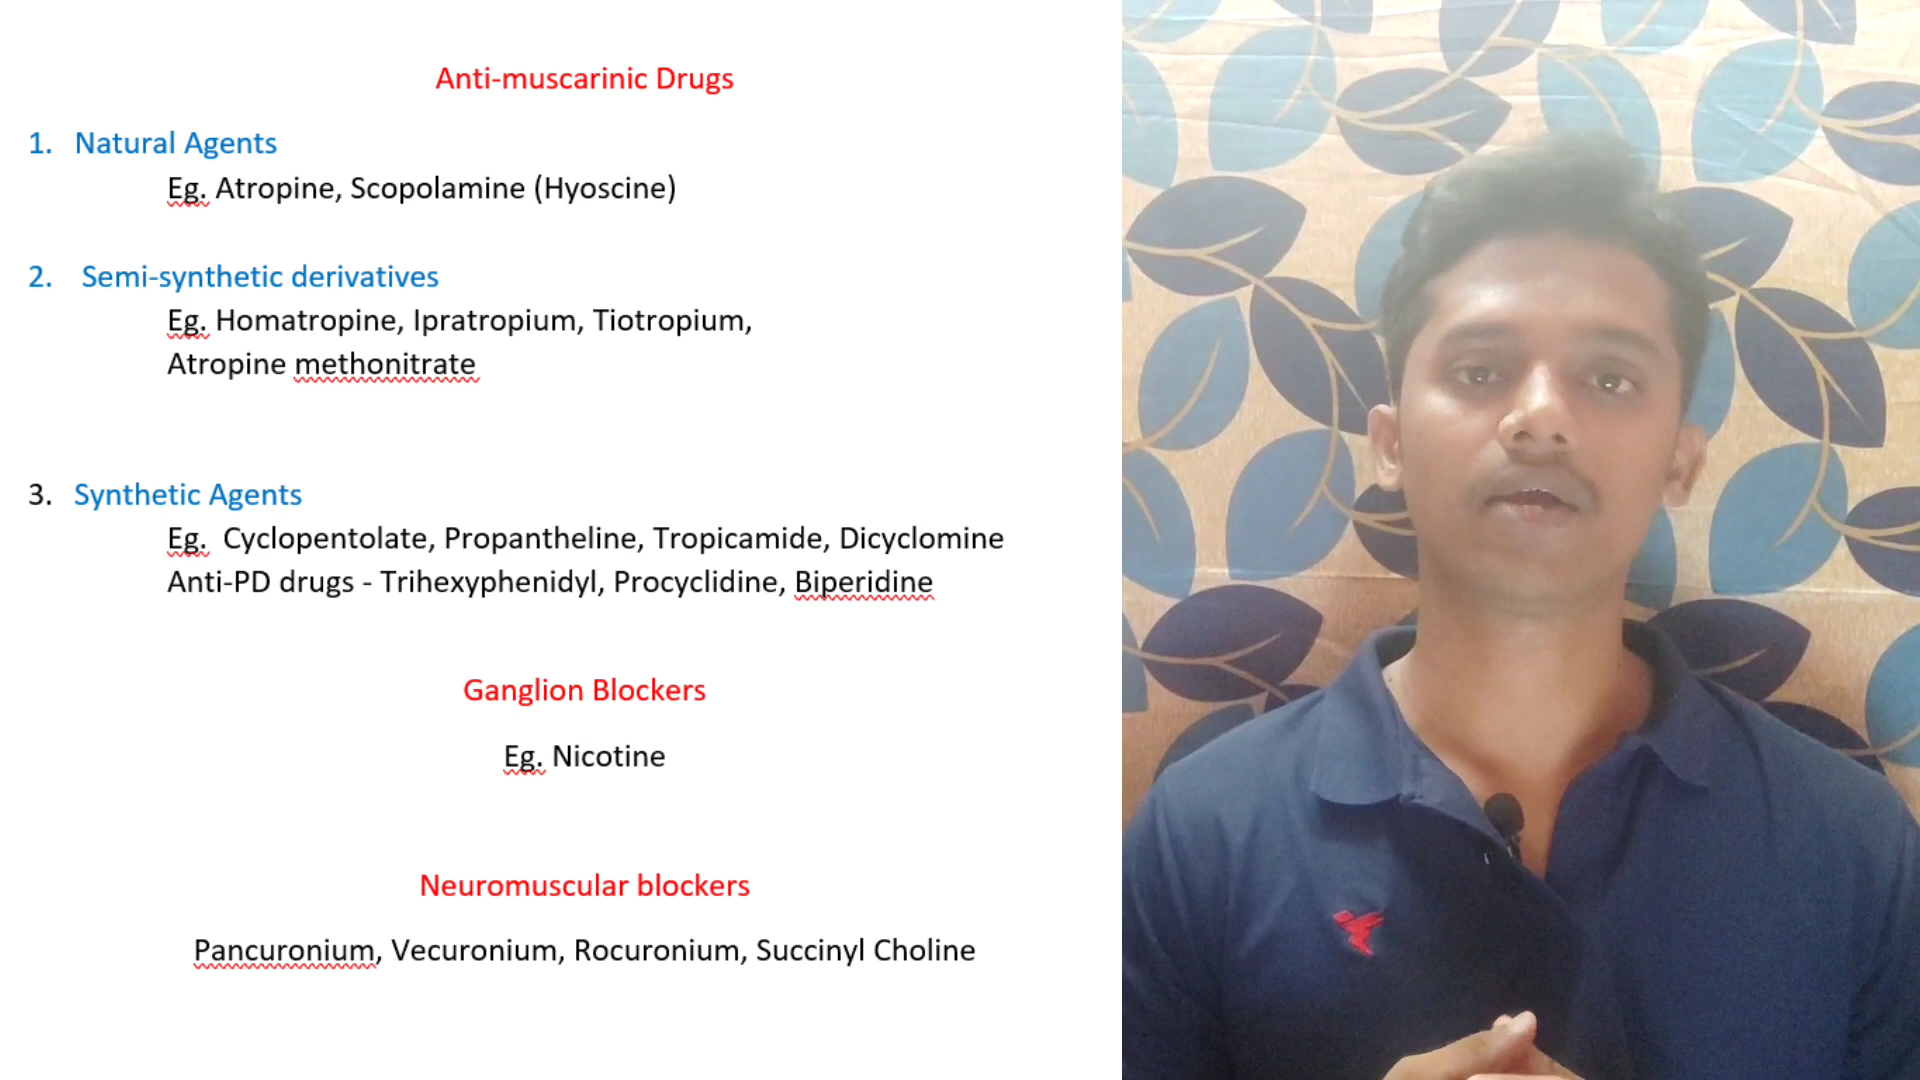 Anti-muscarinic Drugs
1. Natural Agents
Eg. Atropine, Scopolamine (Hyoscine)
2. Semi-synthetic derivatives
Eg. Homatropine, Ipratropium, Tiotropium,
Atropine methonitrate
3. Synthetic Agents
Eg. Cyclopentolate, Propantheline, Tropicamide, Dicyclomine
Anti-PD drugs - Trihexyphenidyl, Procyclidine, Biperidine
Ganglion Blockers
Eg. Nicotine
Neuromuscular blockers
Pancuronium, Vecuronium, Rocuronium, Succinyl Choline